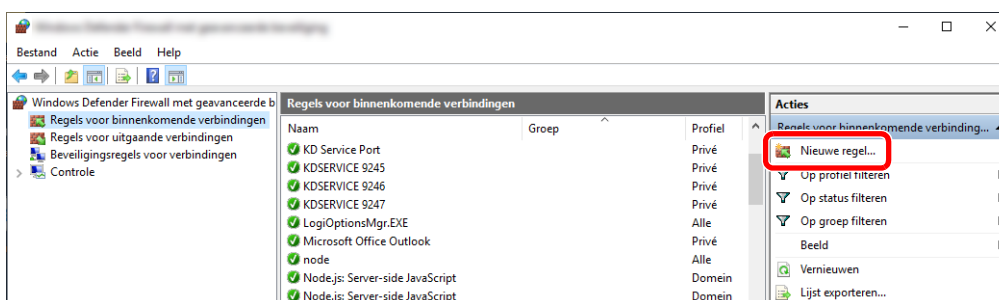 Bestand Actie Beeld Help
Windows Defender Firewall met geavanceerde b
Regels voor binnenkomende verbindingen
Regels voor uitgaande verbindingen
Beveiligingsregels voor verbindingen
Controle
Regels voor binnenkomende verbindingen
Naam Groep Profiel
KD Service Port Privé
KDSERVICE 9245 Privé
KDSERVICE 9246 Privé
KDSERVICE 9247 Privé
LogiOptionsMgr.EXE Alle
Microsoft Office Outlook Privé
node Alle
Node.js: Server-side JavaScript Domein
Node.js: Server-side JavaScript Domein
Acties
Regels voor binnenkomende verbinding...
Nieuwe regel...
Op profiel filteren
Op status filteren
Op groep filteren
Beeld
Vernieuwen
Lijst exporteren...